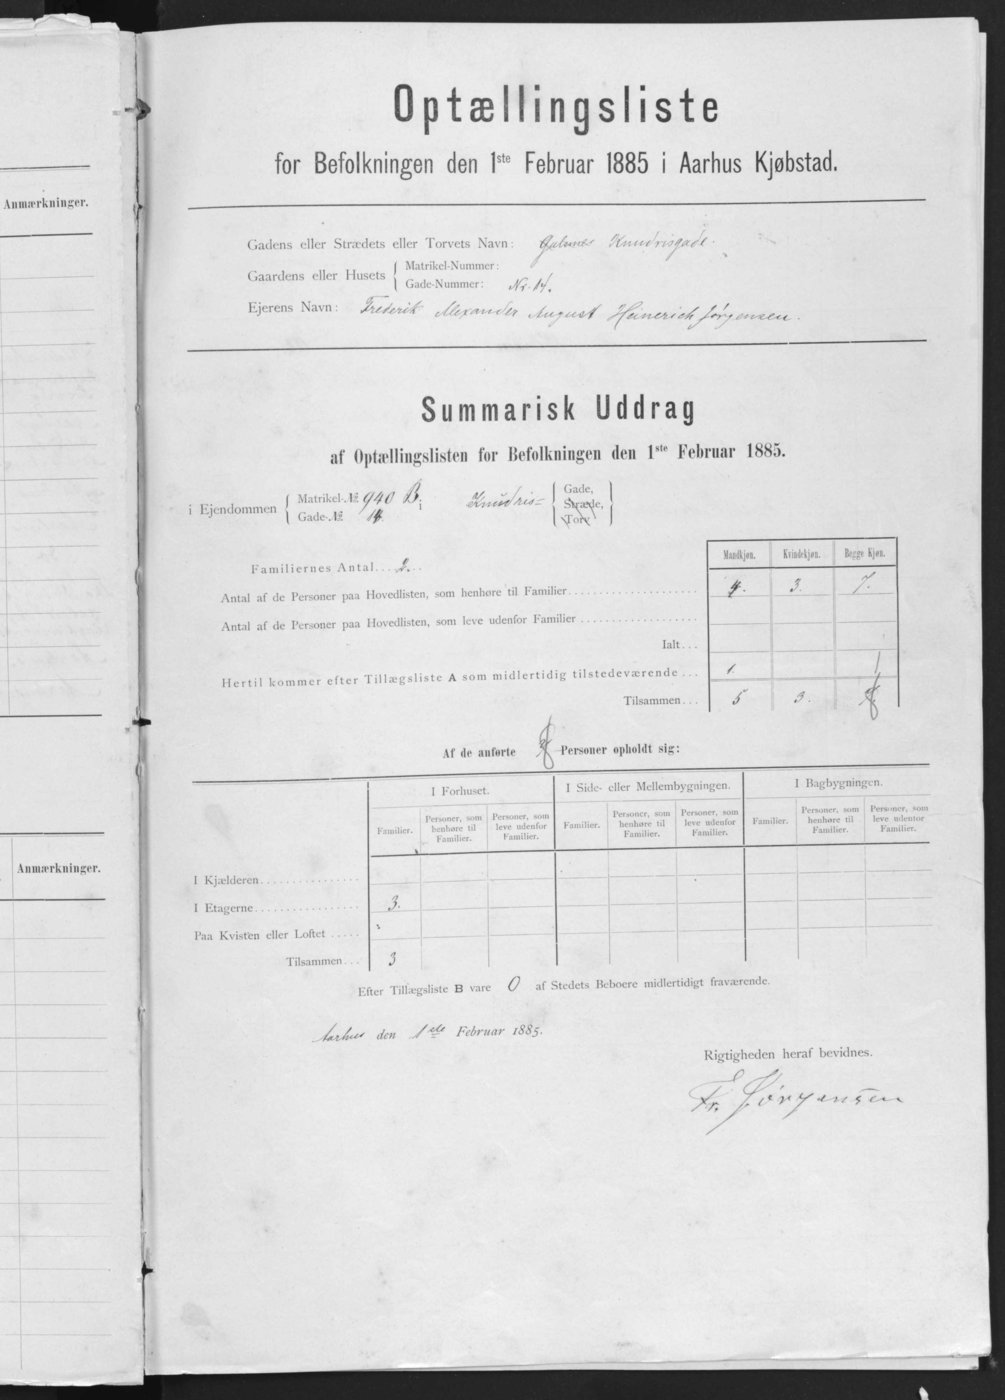 Anmærkninger.
Anmærkninger.
Optællingsliste
for Befolkningen den 1ste Februar 1885 i Aarhus Kjøbstad.
Gadens eller Strædets eller Torvets Navn: Knudrisgade.
Gaardens eller Husets { Matrikel-Nummer:
Gade-Nummer: Nr. 14.
Ejerens Navn: Frederik Alexander August Heinerich Jørgensen.
Summarisk Uddrag
af Optællingslisten for Befolkningen den 1ste Februar 1885.
i Ejendommen { Matrikel-№ 940 B; Knudris= { Gade, }
Gade-№ 14. Stræde,
Torv
Mandkjøn. Kvindekjøn. Begge Kjøn.
Familiernes Antal... 2...
Antal af de Personer paa Hovedlisten, som henhøre til Familier 4. 3. 7.
Antal af de Personer paa Hovedlisten, som leve udenfor Familier
Ialt...
Hertil kommer efter Tillægsliste A som midlertidig tilstedeværende... 1. 1
Tilsammen... 5 3. 8
Af de anførte 8 Personer opholdt sig:
I Forhuset. I Side- eller Mellembygningen. I Bagbygningen.
Familier. Personer, som henhøre til Familier. Personer, som leve udenfor Familier. Familier. Personer, som henhøre til Familier. Personer, som leve udenfor Familier. Familier. Personer, som henhøre til Familier. Personer, som leve udenfor Familier.
I Kjælderen
I Etagerne 3.
Paa Kvisten eller Loftet
Tilsammen... 3
Efter Tillægsliste B vare 0 af Stedets Beboere midlertidigt fraværende.
Aarhus den 1ste Februar 1885.
Rigtigheden heraf bevidnes.
Fr. Jørgensen